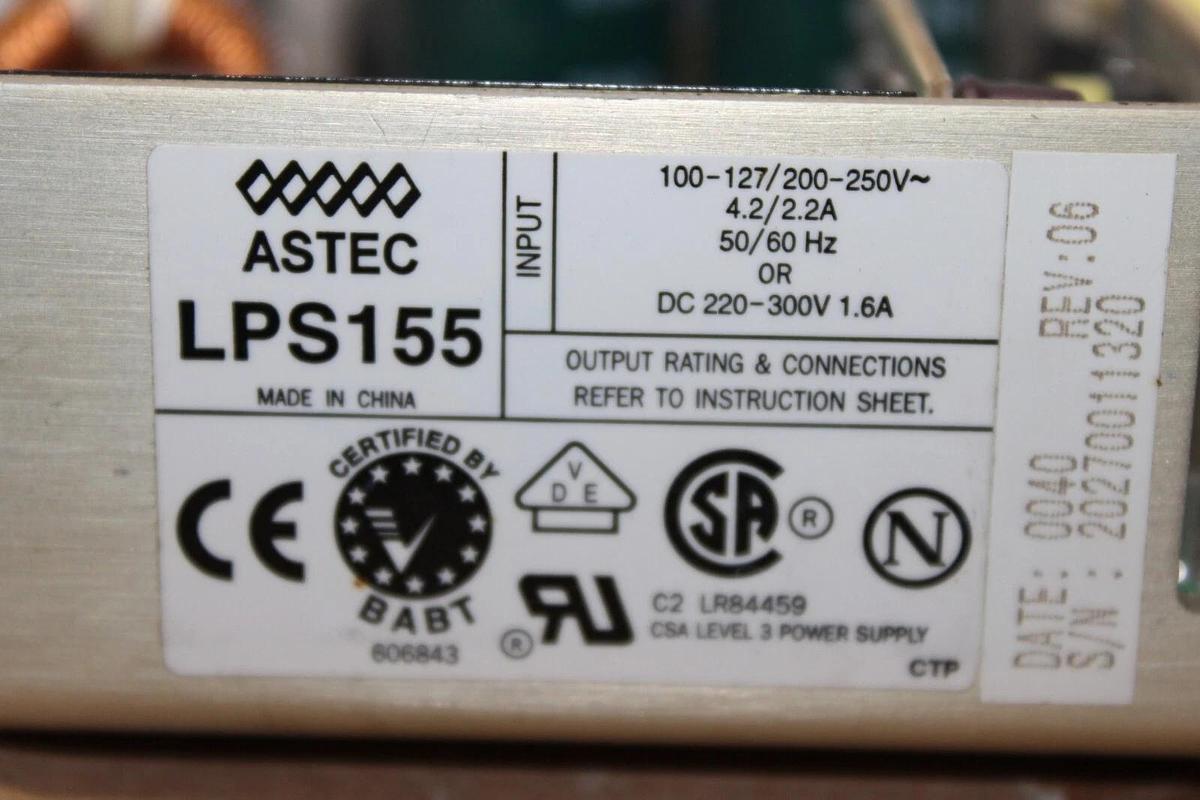 ASTEC
LPS155
MADE IN CHINA
INPUT
100-127/200-250V~
4.2/2.2A
50/60 Hz
OR
DC 220-300V 1.6A
OUTPUT RATING & CONNECTIONS
REFER TO INSTRUCTION SHEET.
CE
CERTIFIED BY
BABT
606843
VDE
RU
®
SA
®
C2 LR84459
CSA LEVEL 3 POWER SUPPLY
N
CTP
DATE: 0040 REV:06
S/N : 20270011320